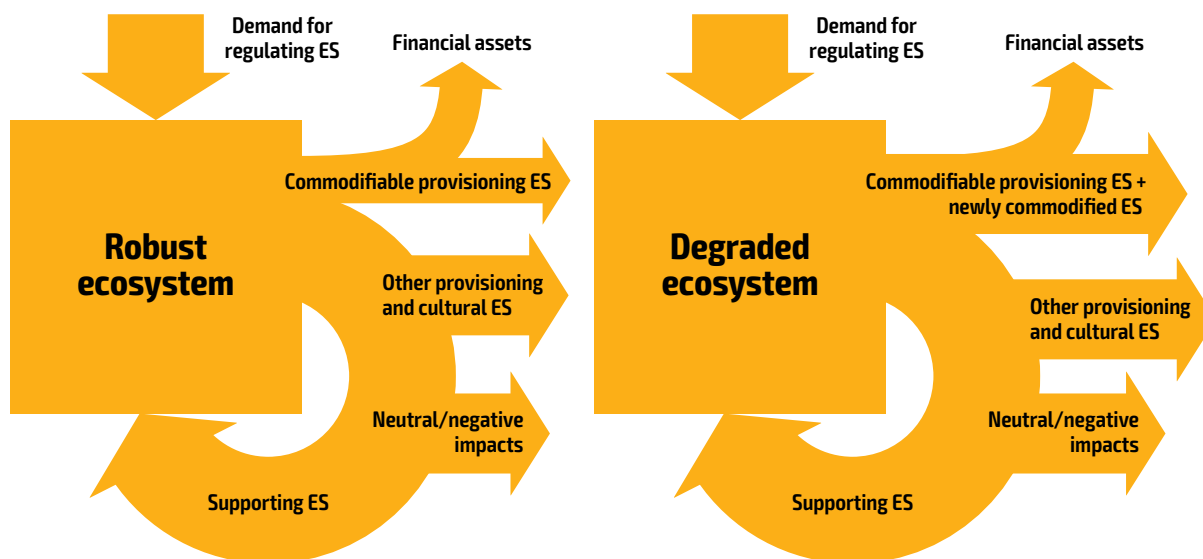 Demand for
regulating ES
Financial assets
Commodifiable provisioning ES
Robust
ecosystem
Other provisioning
and cultural ES
Neutral/negative
impacts
Supporting ES
Demand for
regulating ES
Financial assets
Commodifiable provisioning ES +
newly commodified ES
Degraded
ecosystem
Other provisioning
and cultural ES
Neutral/negative
impacts
Supporting ES